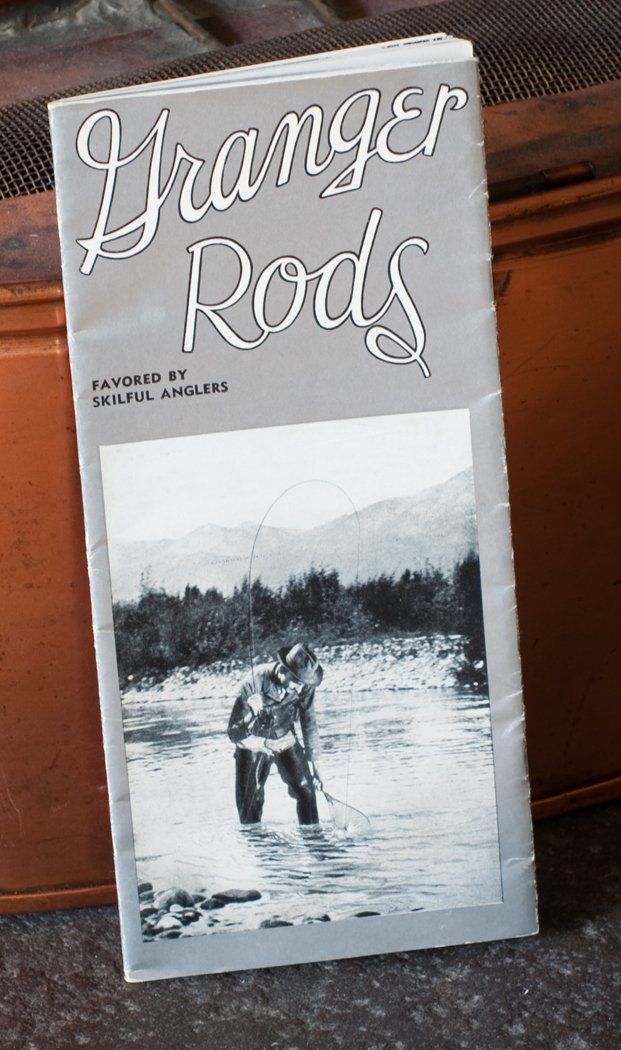 Granger
Rods
FAVORED BY
SKILFUL ANGLERS